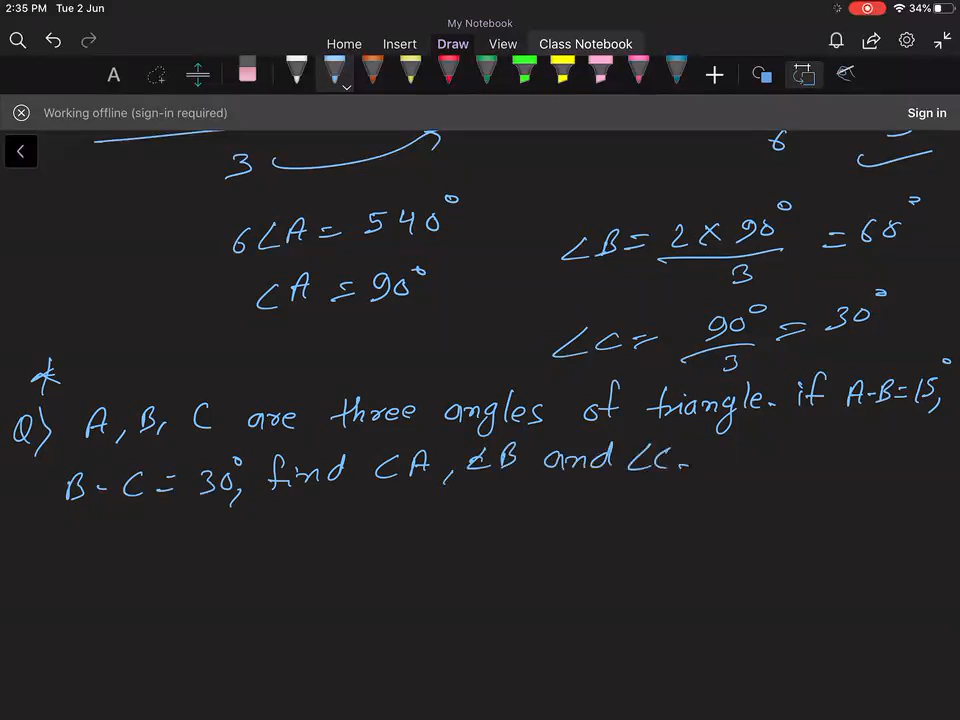 2:35 PM Tue 2 Jun
34%
My Notebook
Home Insert Draw View Class Notebook
A
Working offline (sign-in required)
Sign in
3
6
6∠A = 540°
∠A = 90°
∠B = 2 × 90° / 3 = 60°
∠C = 90° / 3 = 30°
*
Q) A, B, C are three angles of triangle. if A-B=15°,
B - C = 30°, find ∠A, ∠B and ∠C.